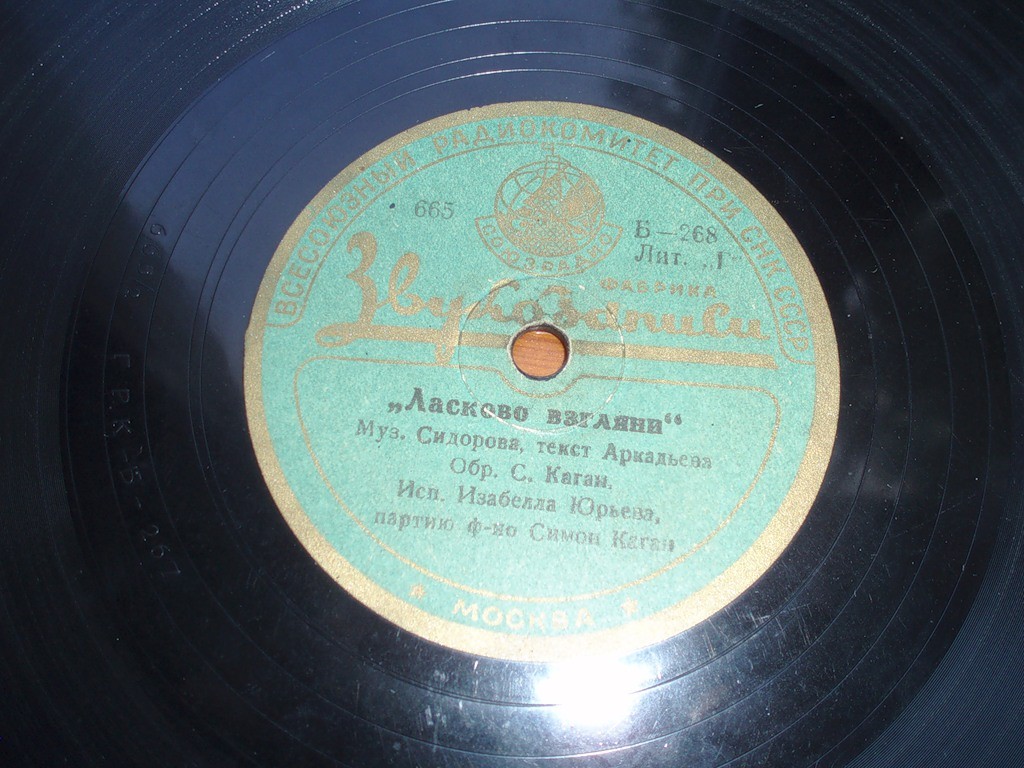 ВСЕСОЮЗНЫЙ РАДИОКОМИТЕТ ПРИ СНК СССР
665
СОЮЗРАДИО
Б—268
Лит. „Г“
ФАБРИКА
Звукозаписи
„Ласково взгляни“
Муз. Сидорова, текст Аркадьева
Обр. С. Каган.
Исп. Изабелла Юрьева,
партию ф-но Симон Каган
* МОСКВА *